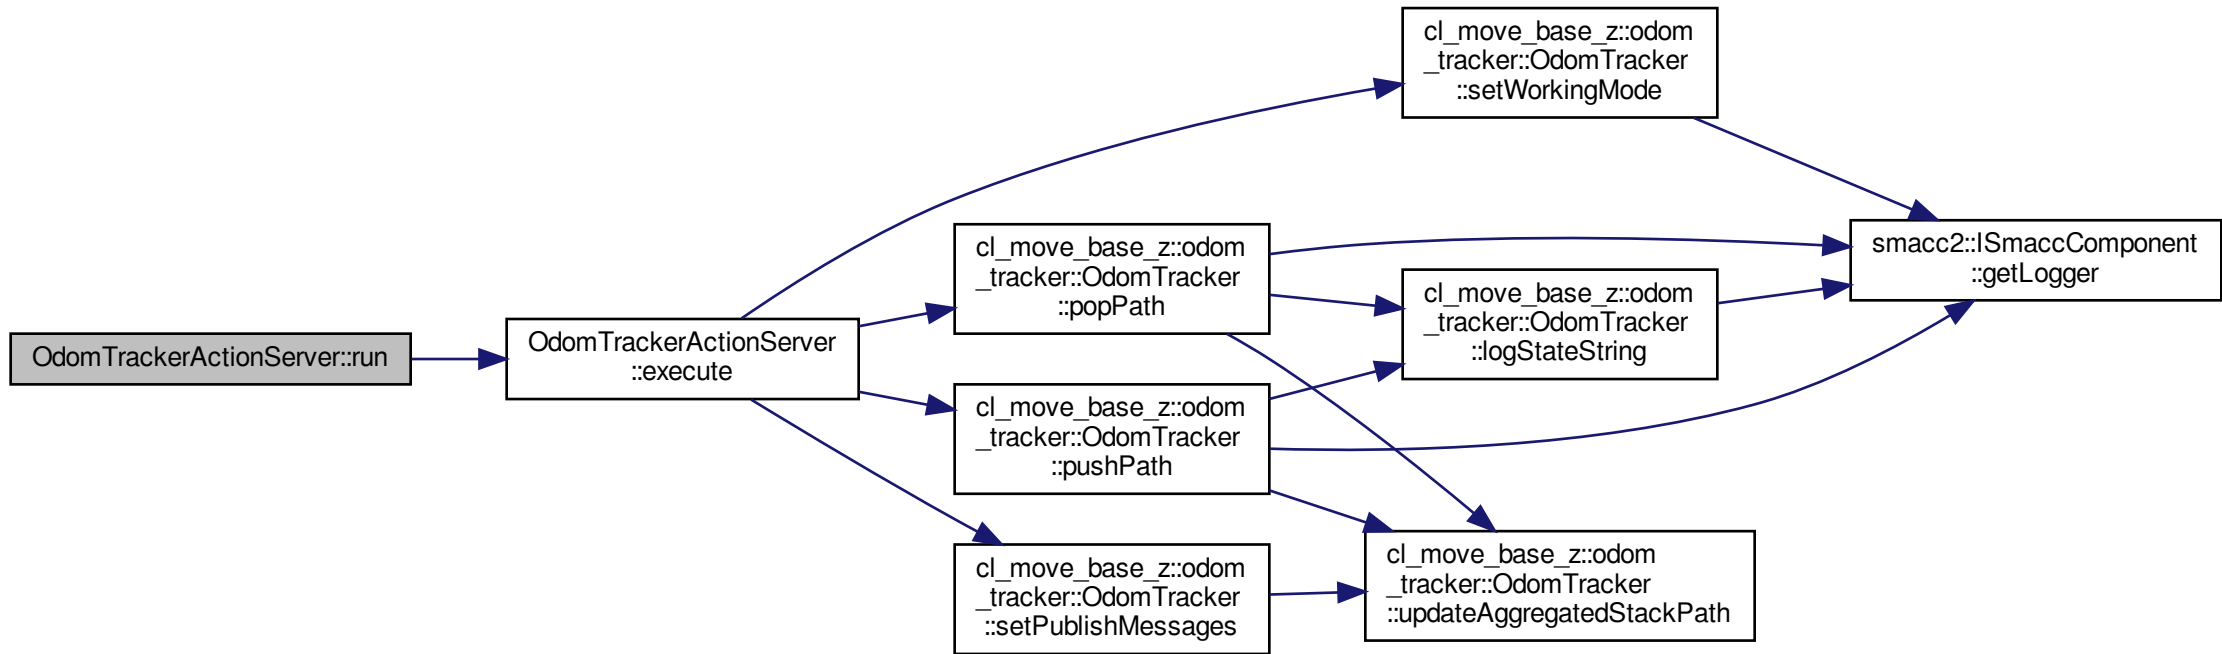 OdomTrackerActionServer::run
OdomTrackerActionServer
::execute
cl_move_base_z::odom
_tracker::OdomTracker
::setWorkingMode
cl_move_base_z::odom
_tracker::OdomTracker
::popPath
cl_move_base_z::odom
_tracker::OdomTracker
::pushPath
cl_move_base_z::odom
_tracker::OdomTracker
::setPublishMessages
cl_move_base_z::odom
_tracker::OdomTracker
::logStateString
cl_move_base_z::odom
_tracker::OdomTracker
::updateAggregatedStackPath
smacc2::ISmaccComponent
::getLogger